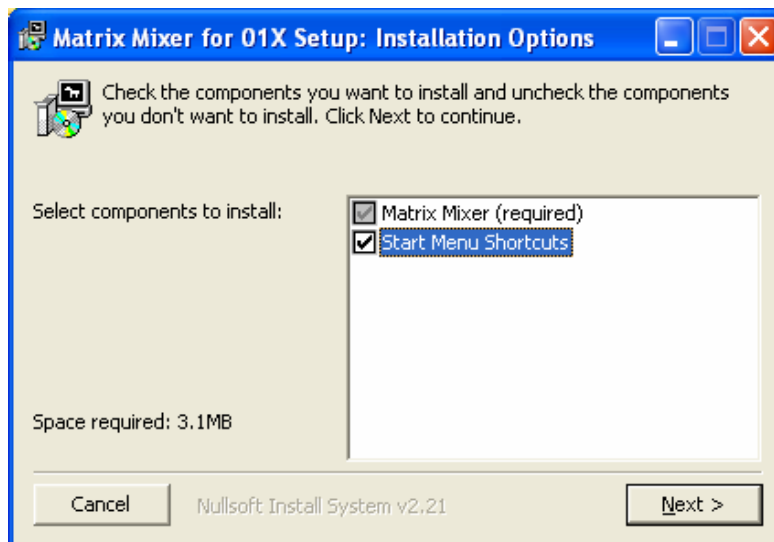 Matrix Mixer for 01X Setup: Installation Options
Check the components you want to install and uncheck the components
you don't want to install. Click Next to continue.
Select components to install:
Matrix Mixer (required)
Start Menu Shortcuts
Space required: 3.1MB
Cancel
Nullsoft Install System v2.21
Next >